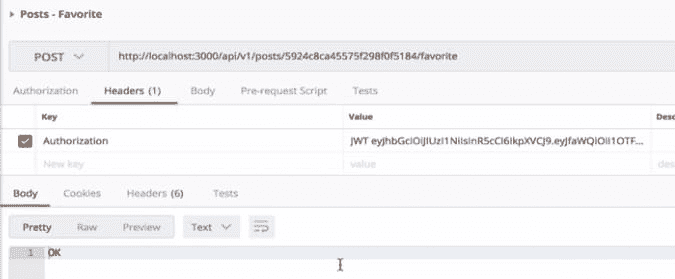 Posts - Favorite
POST http://localhost:3000/api/v1/posts/5924c8ca45575f298f0f5184/favorite
Authorization Headers (1) Body Pre-request Script Tests
Key Value Desc
Authorization JWT eyJhbGciOiJIUzI1NiIsInR5cCI6IkpXVCJ9.eyJfaWQiOiI1OTF...
New key value des
Body Cookies Headers (6) Tests
Pretty Raw Preview Text
1 OK